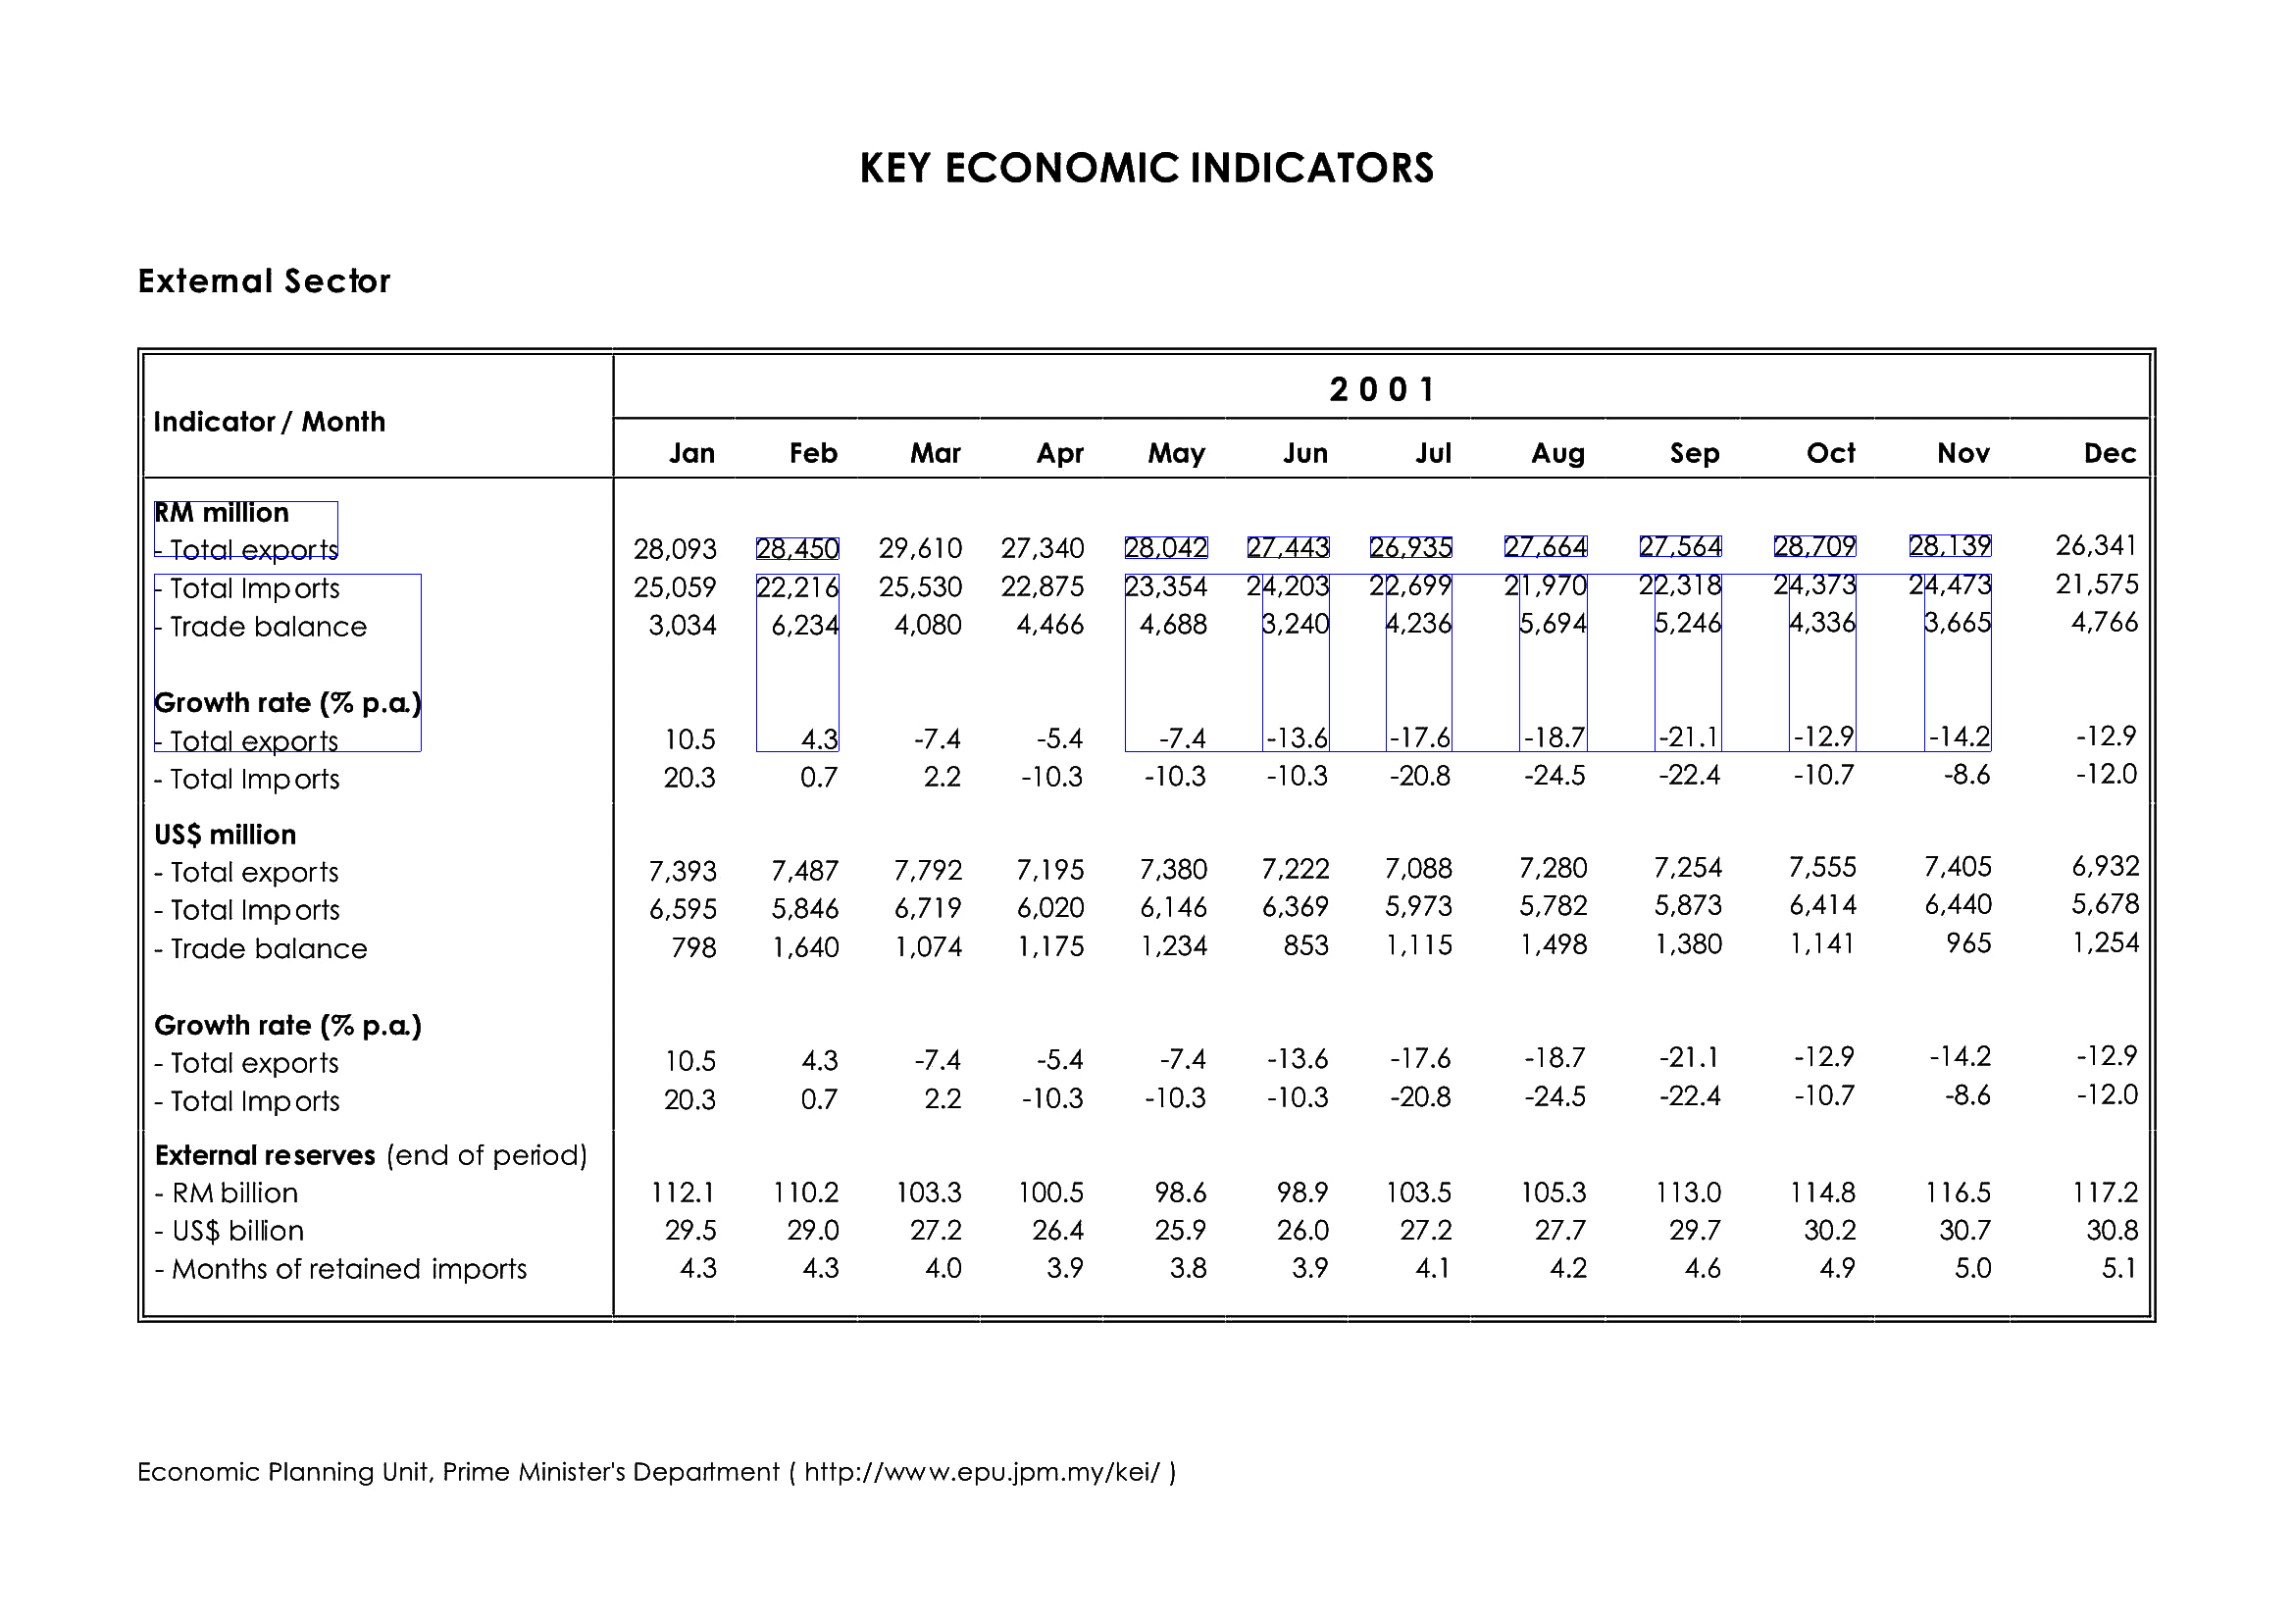 KEY ECONOMIC INDICATORS
External Sector
2 0 0 1
Indicator / Month
Jan Feb Mar Apr May Jun Jul Aug Sep Oct Nov Dec
RM million
- Total exports 28,093 28,450 29,610 27,340 28,042 27,443 26,935 27,664 27,564 28,709 28,139 26,341
- Total Imports 25,059 22,216 25,530 22,875 23,354 24,203 22,699 21,970 22,318 24,373 24,473 21,575
- Trade balance 3,034 6,234 4,080 4,466 4,688 3,240 4,236 5,694 5,246 4,336 3,665 4,766
Growth rate (% p.a.)
- Total exports 10.5 4.3 -7.4 -5.4 -7.4 -13.6 -17.6 -18.7 -21.1 -12.9 -14.2 -12.9
- Total Imports 20.3 0.7 2.2 -10.3 -10.3 -10.3 -20.8 -24.5 -22.4 -10.7 -8.6 -12.0
US$ million
- Total exports 7,393 7,487 7,792 7,195 7,380 7,222 7,088 7,280 7,254 7,555 7,405 6,932
- Total Imports 6,595 5,846 6,719 6,020 6,146 6,369 5,973 5,782 5,873 6,414 6,440 5,678
- Trade balance 798 1,640 1,074 1,175 1,234 853 1,115 1,498 1,380 1,141 965 1,254
Growth rate (% p.a.)
- Total exports 10.5 4.3 -7.4 -5.4 -7.4 -13.6 -17.6 -18.7 -21.1 -12.9 -14.2 -12.9
- Total Imports 20.3 0.7 2.2 -10.3 -10.3 -10.3 -20.8 -24.5 -22.4 -10.7 -8.6 -12.0
External reserves (end of period)
- RM billion 112.1 110.2 103.3 100.5 98.6 98.9 103.5 105.3 113.0 114.8 116.5 117.2
- US$ billion 29.5 29.0 27.2 26.4 25.9 26.0 27.2 27.7 29.7 30.2 30.7 30.8
- Months of retained imports 4.3 4.3 4.0 3.9 3.8 3.9 4.1 4.2 4.6 4.9 5.0 5.1
Economic Planning Unit, Prime Minister's Department ( http://www.epu.jpm.my/kei/ )